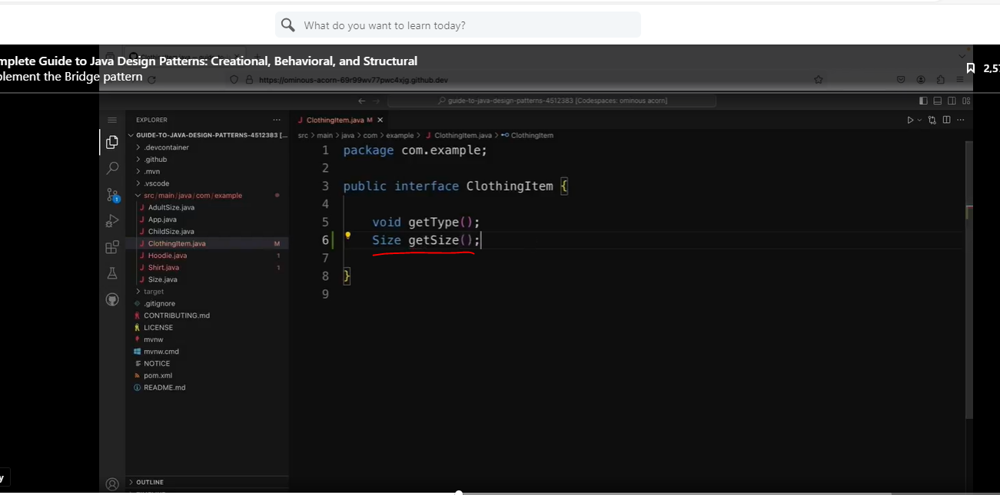 What do you want to learn today?
mplete Guide to Java Design Patterns: Creational, Behavioral, and Structural
plement the Bridge pattern
2,57
https://ominous-acorn-69r99wv77pwc4xjg.github.dev
guide-to-java-design-patterns-4512383 [Codespaces: ominous acorn]
EXPLORER
GUIDE-TO-JAVA-DESIGN-PATTERNS-4512383 [...
.devcontainer
.github
.mvn
.vscode
src/main/java/com/example
AdultSize.java
App.java
ChildSize.java
ClothingItem.java M
Hoodie.java 1
Shirt.java 1
Size.java
target
.gitignore
CONTRIBUTING.md
LICENSE
mvnw
mvnw.cmd
NOTICE
pom.xml
README.md
OUTLINE
1
y
ClothingItem.java M
src > main > java > com > example > ClothingItem.java > ClothingItem
1 package com.example;
2
3 public interface ClothingItem {
4
5 void getType();
6 Size getSize();
7
8 }
9